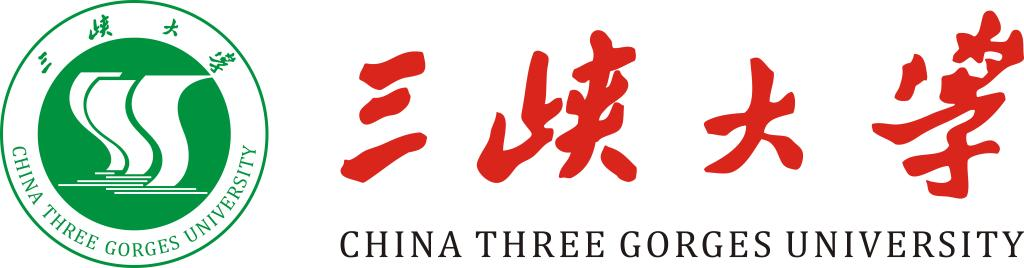 三峡大学
CHINA THREE GORGES UNIVERSITY
三峡大学
CHINA THREE GORGES UNIVERSITY